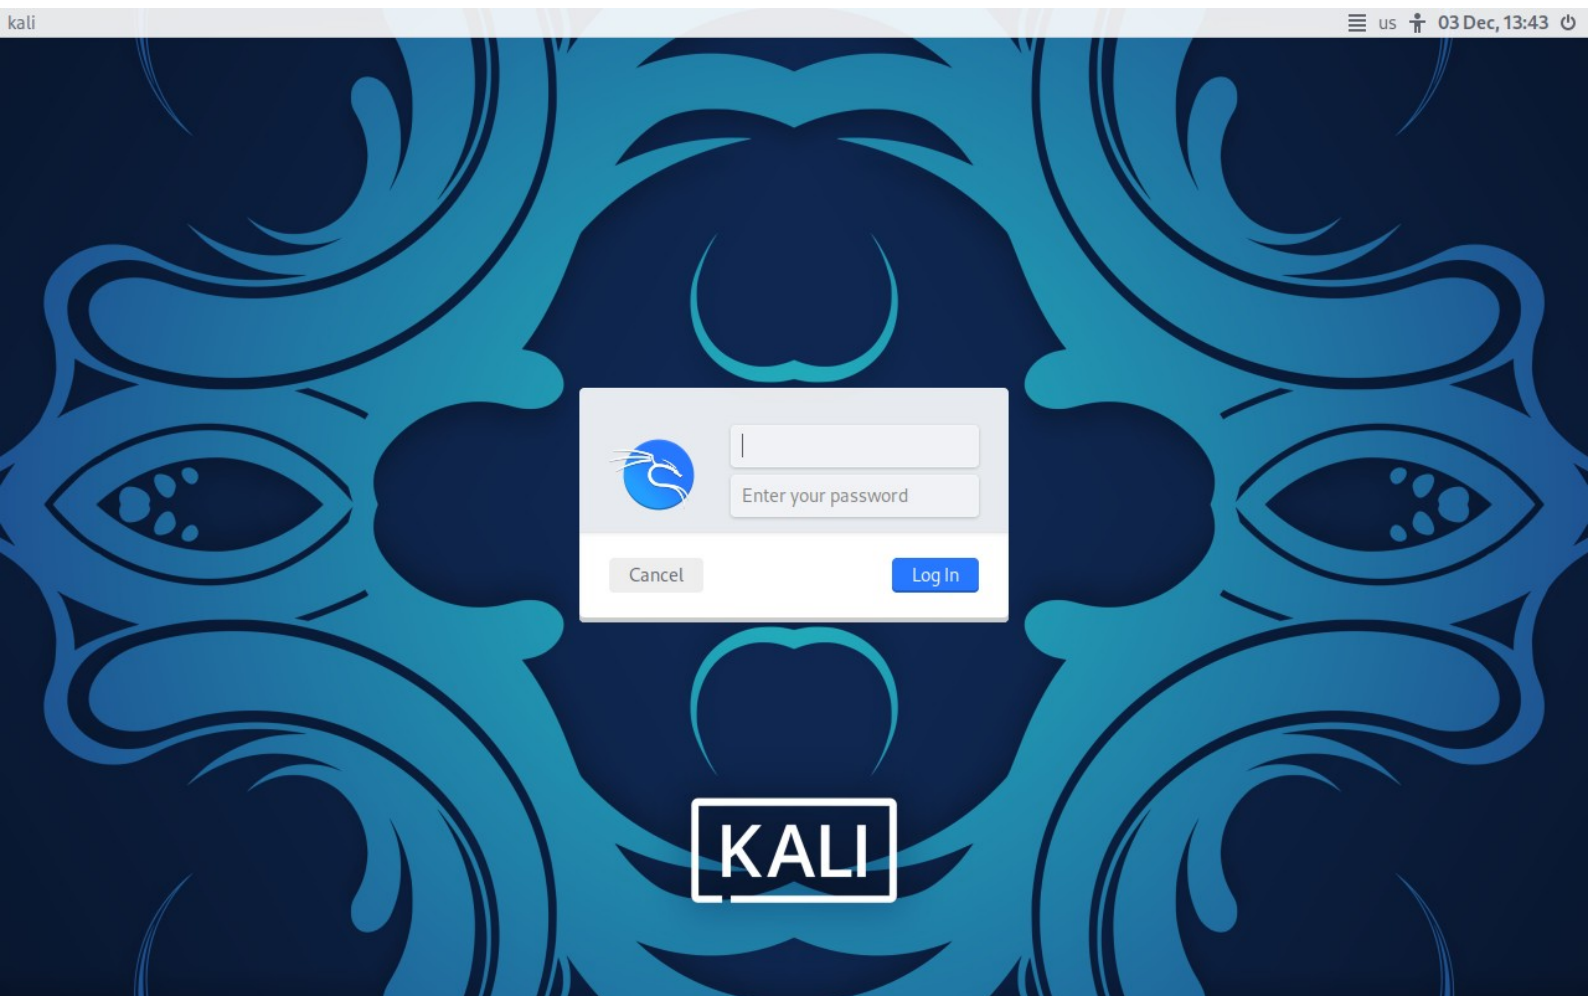 kali
us 03 Dec, 13:43
Enter your password
Cancel
Log In
KALI